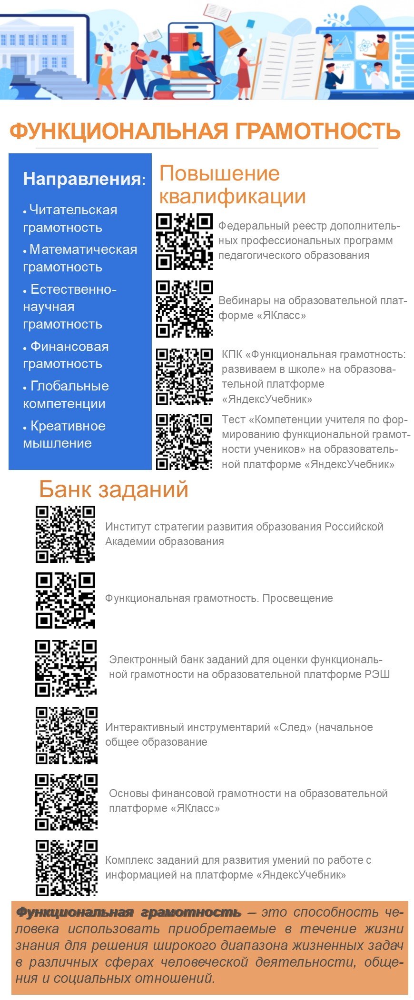 ФУНКЦИОНАЛЬНАЯ ГРАМОТНОСТЬ
Направления:
• Читательская
грамотность
• Математическая
грамотность
• Естественно-
научная
грамотность
• Финансовая
грамотность
• Глобальные
компетенции
• Креативное
мышление
Повышение
квалификации
Федеральный реестр дополнитель-
ных профессиональных программ
педагогического образования
Вебинары на образовательной плат-
форме «ЯКласс»
КПК «Функциональная грамотность:
развиваем в школе» на образова-
тельной платформе
«ЯндексУчебник»
Тест «Компетенции учителя по фор-
мированию функциональной грамот-
ности учеников» на образователь-
ной платформе «ЯндексУчебник»
Банк заданий
Институт стратегии развития образования Российской
Академии образования
Функциональная грамотность. Просвещение
Электронный банк заданий для оценки функциональ-
ной грамотности на образовательной платформе РЭШ
Интерактивный инструментарий «След» (начальное
общее образование
Основы финансовой грамотности на образовательной
платформе «ЯКласс»
Комплекс заданий для развития умений по работе с
информацией на платформе «ЯндексУчебник»
Функциональная грамотность – это способность че-
ловека использовать приобретаемые в течение жизни
знания для решения широкого диапазона жизненных задач
в различных сферах человеческой деятельности, обще-
ния и социальных отношений.